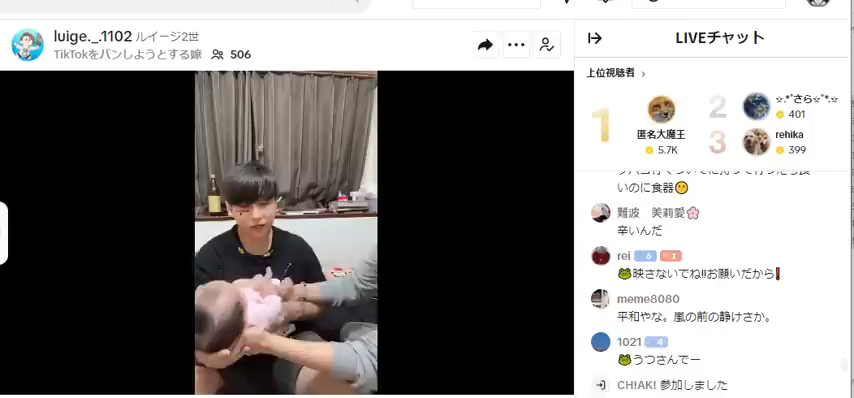 luige._.1102 ルイージ2世
TikTokをバンしようとする嫁 506
LIVEチャット
上位視聴者 >
1
匿名大魔王
5.7K
2
☆.*˚さら☆˚*.☆
401
3
rehika
399
いのに食器🤭
難波 美莉愛🌸
辛いんだ
rei 6 1
🐸映さないでね‼お願いだから❗
meme8080
平和やな。嵐の前の静けさか。
1021 4
🐸うつさんでー
CH!AK! 参加しました